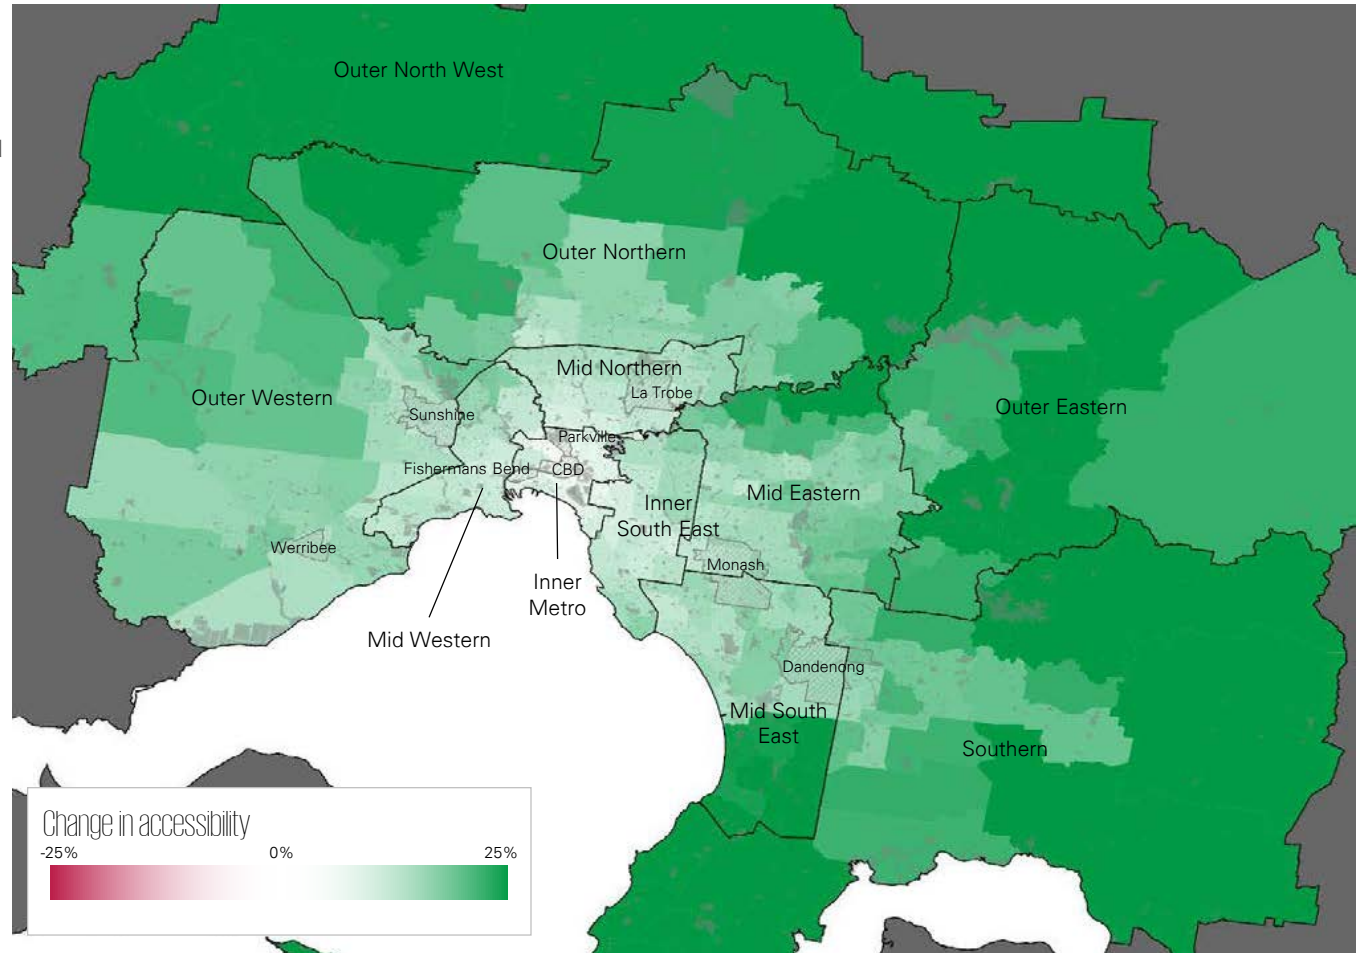 Outer North West
Outer Northern
Mid Northern
La Trobe
Outer Western
Sunshine
Outer Eastern
Parkville
Fishermans Bend
CBD
Mid Eastern
Inner
South East
Werribee
Monash
Inner
Metro
Mid Western
Dandenong
Mid South
East
Southern
Change in accessibility
-25%
0%
25%